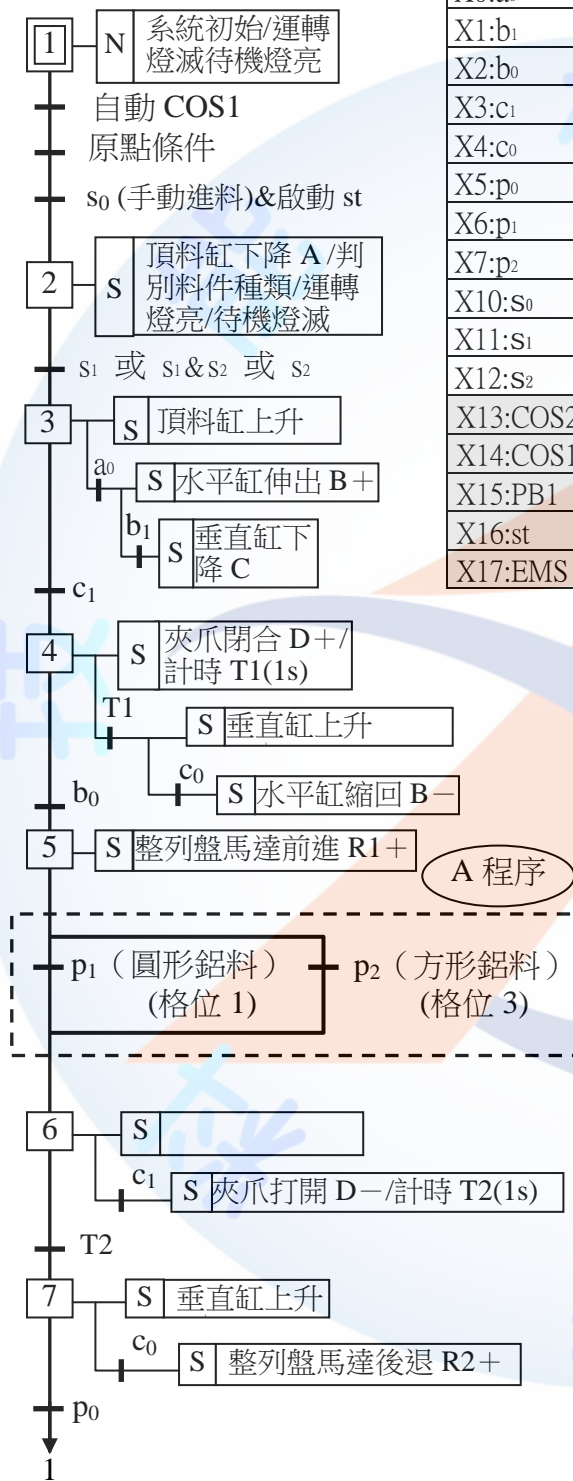 1
N
系統初始/運轉
燈滅待機燈亮
自動 COS1
原點條件
s₀ (手動進料)&啟動 st
2
S
頂料缸下降 A /判
別料件種類/運轉
燈亮/待機燈滅
s₁ 或 s₁&s₂ 或 s₂
3
S 頂料缸上升
a₀
S 水平缸伸出 B＋
b₁
S
垂直缸下
降 C
c₁
4
S
夾爪閉合 D＋/
計時 T1(1s)
T1
S 垂直缸上升
c₀
S 水平缸縮回 B－
b₀
5
S 整列盤馬達前進 R1＋
A 程序
p₁（圓形鋁料）
(格位 1)
p₂（方形鋁料）
(格位 3)
6
S
c₁
S 夾爪打開 D－/計時 T2(1s)
T2
7
S 垂直缸上升
c₀
S 整列盤馬達後退 R2＋
p₀
1
X1:b₁
X2:b₀
X3:c₁
X4:c₀
X5:p₀
X6:p₁
X7:p₂
X10:s₀
X11:s₁
X12:s₂
X13:COS2
X14:COS1
X15:PB1
X16:st
X17:EMS